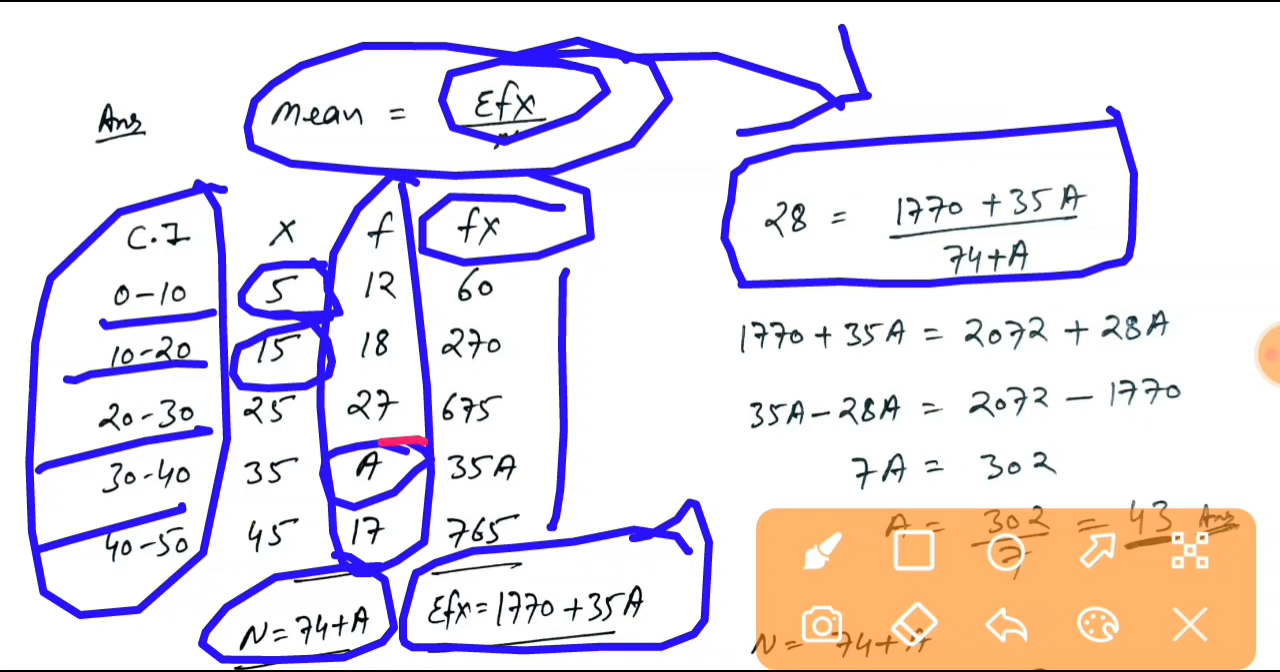 Ans
Mean = Σfx
C.I X f fx
0-10 5 12 60
10-20 15 18 270
20-30 25 27 675
30-40 35 A 35A
40-50 45 17 765
N=74+A Σfx=1770+35A
28 = 1770+35A
74+A
1770+35A = 2072+28A
35A-28A = 2072-1770
7A = 302
A = 302 = 43 Ans
7
N= 74+A